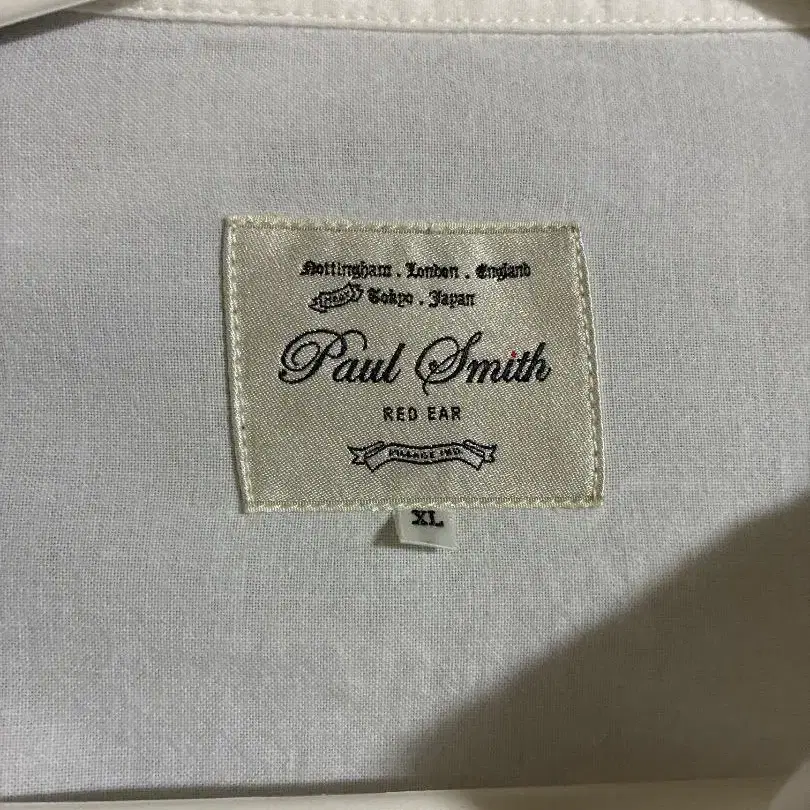 Nottingham . London . England
Tokyo . Japan
Paul Smith
RED EAR
XL